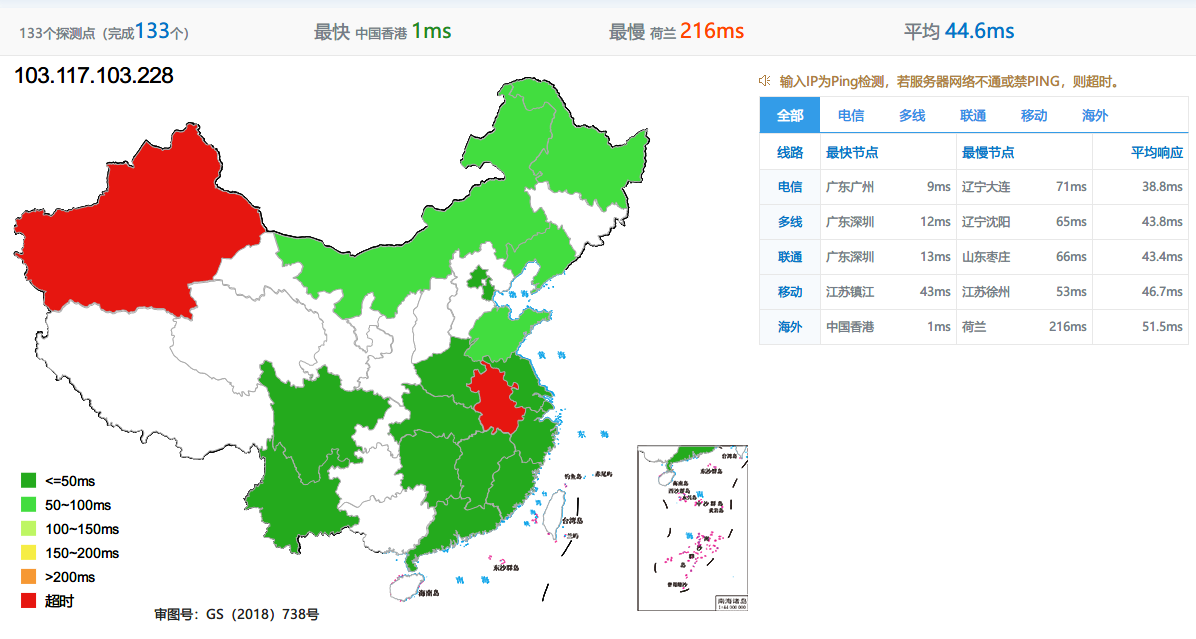 133个探测点（完成133个） 最快 中国香港 1ms 最慢 荷兰 216ms 平均 44.6ms
103.117.103.228
输入IP为Ping检测，若服务器网络不通或禁PING，则超时。
全部 电信 多线 联通 移动 海外
线路 最快节点 最慢节点 平均响应
电信 广东广州 9ms 辽宁大连 71ms 38.8ms
多线 广东深圳 12ms 辽宁沈阳 65ms 43.8ms
联通 广东深圳 13ms 山东枣庄 66ms 43.4ms
移动 江苏镇江 43ms 江苏徐州 53ms 46.7ms
海外 中国香港 1ms 荷兰 216ms 51.5ms
渤 海
黄 海
东 海
钓鱼岛 赤尾屿
台湾岛
兰屿
东沙群岛
南 海
海南岛
台湾岛
东沙群岛
海南岛
西沙群岛
黄岩岛
曾母暗沙
南海诸岛
<=50ms
50~100ms
100~150ms
150~200ms
>200ms
超时
审图号：GS（2018）738号